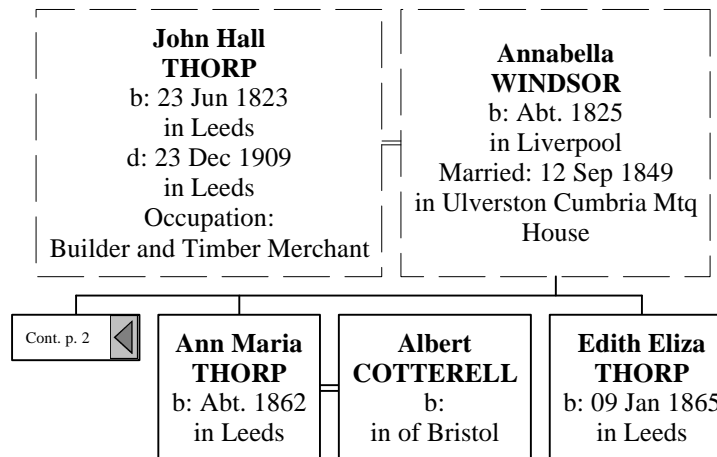 John Hall
THORP
b: 23 Jun 1823
in Leeds
d: 23 Dec 1909
in Leeds
Occupation:
Builder and Timber Merchant
Annabella
WINDSOR
b: Abt. 1825
in Liverpool
Married: 12 Sep 1849
in Ulverston Cumbria Mtq
House
Cont. p. 2
Ann Maria
THORP
b: Abt. 1862
in Leeds
Albert
COTTERELL
b:
in of Bristol
Edith Eliza
THORP
b: 09 Jan 1865
in Leeds